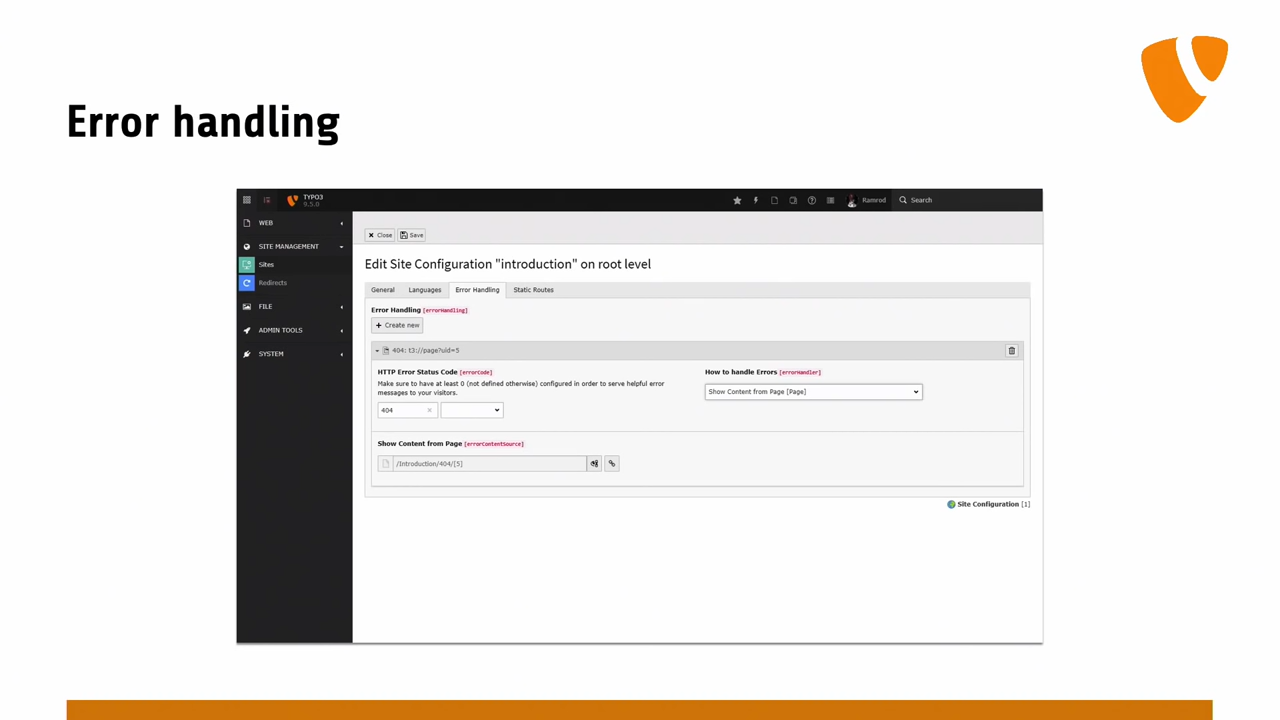 Error handling
TYPO3
9.5.0
Ramrod
Search
WEB
SITE MANAGEMENT
Sites
Redirects
FILE
ADMIN TOOLS
SYSTEM
Close
Save
Edit Site Configuration "introduction" on root level
General
Languages
Error Handling
Static Routes
Error Handling [errorHandling]
Create new
404: t3://page?uid=5
HTTP Error Status Code [errorCode]
Make sure to have at least 0 (not defined otherwise) configured in order to serve helpful error
messages to your visitors.
404
How to handle Errors [errorHandler]
Show Content from Page [Page]
Show Content from Page [errorContentSource]
/Introduction/404/[5]
Site Configuration [1]